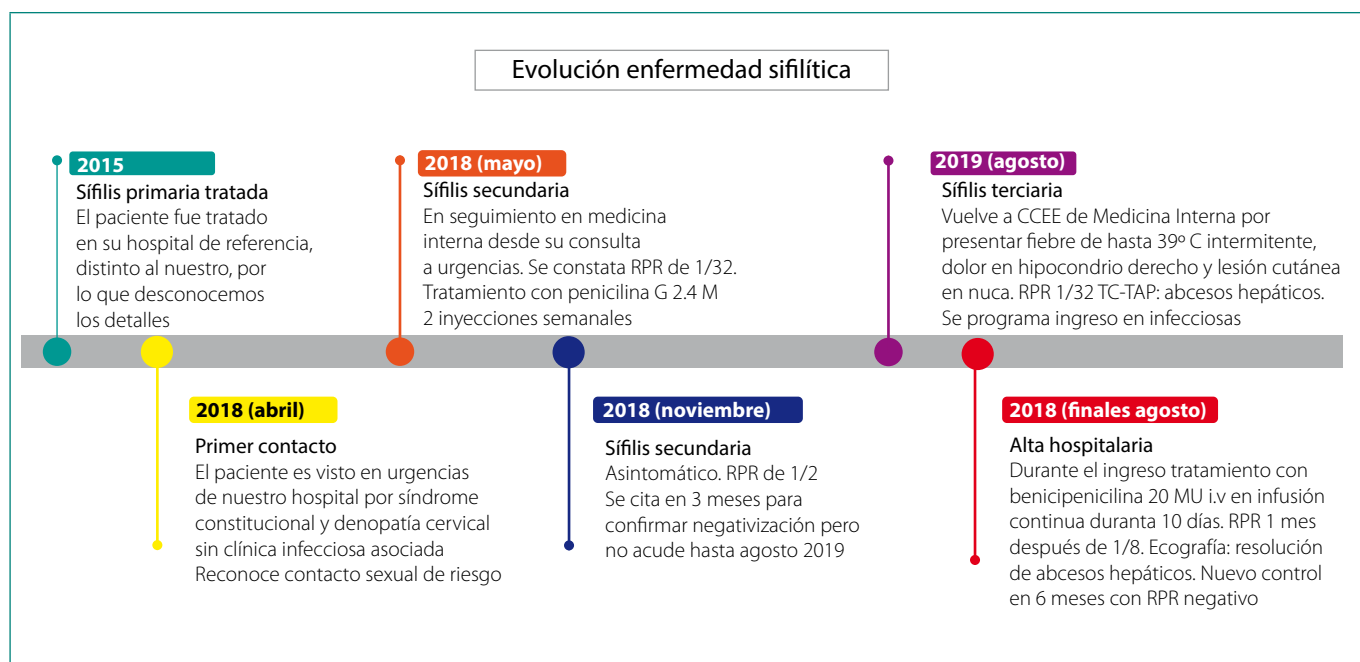 Evolución enfermedad sifilítica
2015
Sífilis primaria tratada
El paciente fue tratado
en su hospital de referencia,
distinto al nuestro, por
lo que desconocemos
los detalles
2018 (abril)
Primer contacto
El paciente es visto en urgencias
de nuestro hospital por síndrome
constitucional y denopatía cervical
sin clínica infecciosa asociada
Reconoce contacto sexual de riesgo
2018 (mayo)
Sífilis secundaria
En seguimiento en medicina
interna desde su consulta
a urgencias. Se constata RPR de 1/32.
Tratamiento con penicilina G 2.4 M
2 inyecciones semanales
2018 (noviembre)
Sífilis secundaria
Asintomático. RPR de 1/2
Se cita en 3 meses para
confirmar negativización pero
no acude hasta agosto 2019
2019 (agosto)
Sífilis terciaria
Vuelve a CCEE de Medicina Interna por
presentar fiebre de hasta 39º C intermitente,
dolor en hipocondrio derecho y lesión cutánea
en nuca. RPR 1/32 TC-TAP: abcesos hepáticos.
Se programa ingreso en infecciosas
2018 (finales agosto)
Alta hospitalaria
Durante el ingreso tratamiento con
benicipenicilina 20 MU i.v en infusión
continua duranta 10 días. RPR 1 mes
después de 1/8. Ecografía: resolución
de abcesos hepáticos. Nuevo control
en 6 meses con RPR negativo